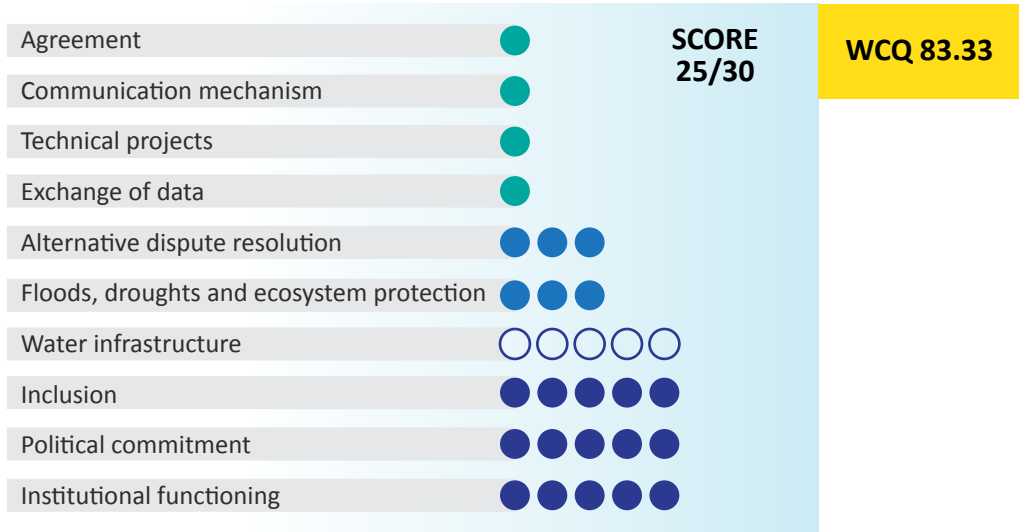 Agreement
Communication mechanism
Technical projects
Exchange of data
Alternative dispute resolution
Floods, droughts and ecosystem protection
Water infrastructure
Inclusion
Political commitment
Institutional functioning
SCORE
25/30
WCQ 83.33